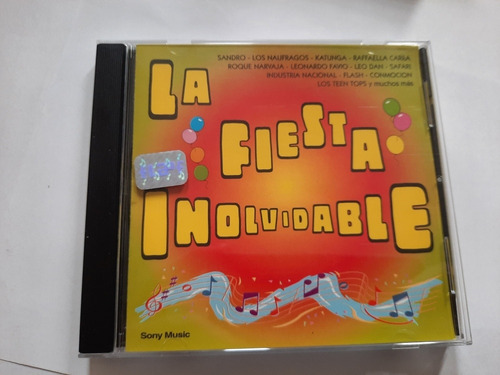 SANDRO - LOS NAUFRAGOS - KATUNGA - RAFFAELLA CARRA
ROQUE NARVAJA - LEONARDO FAVIO - LEO DAN - SAFARI
INDUSTRIA NACIONAL - FLASH - CONMOCION
LOS TEEN TOPS y muchos más
LA
FIESTA
INOLVIDABLE
Sony Music